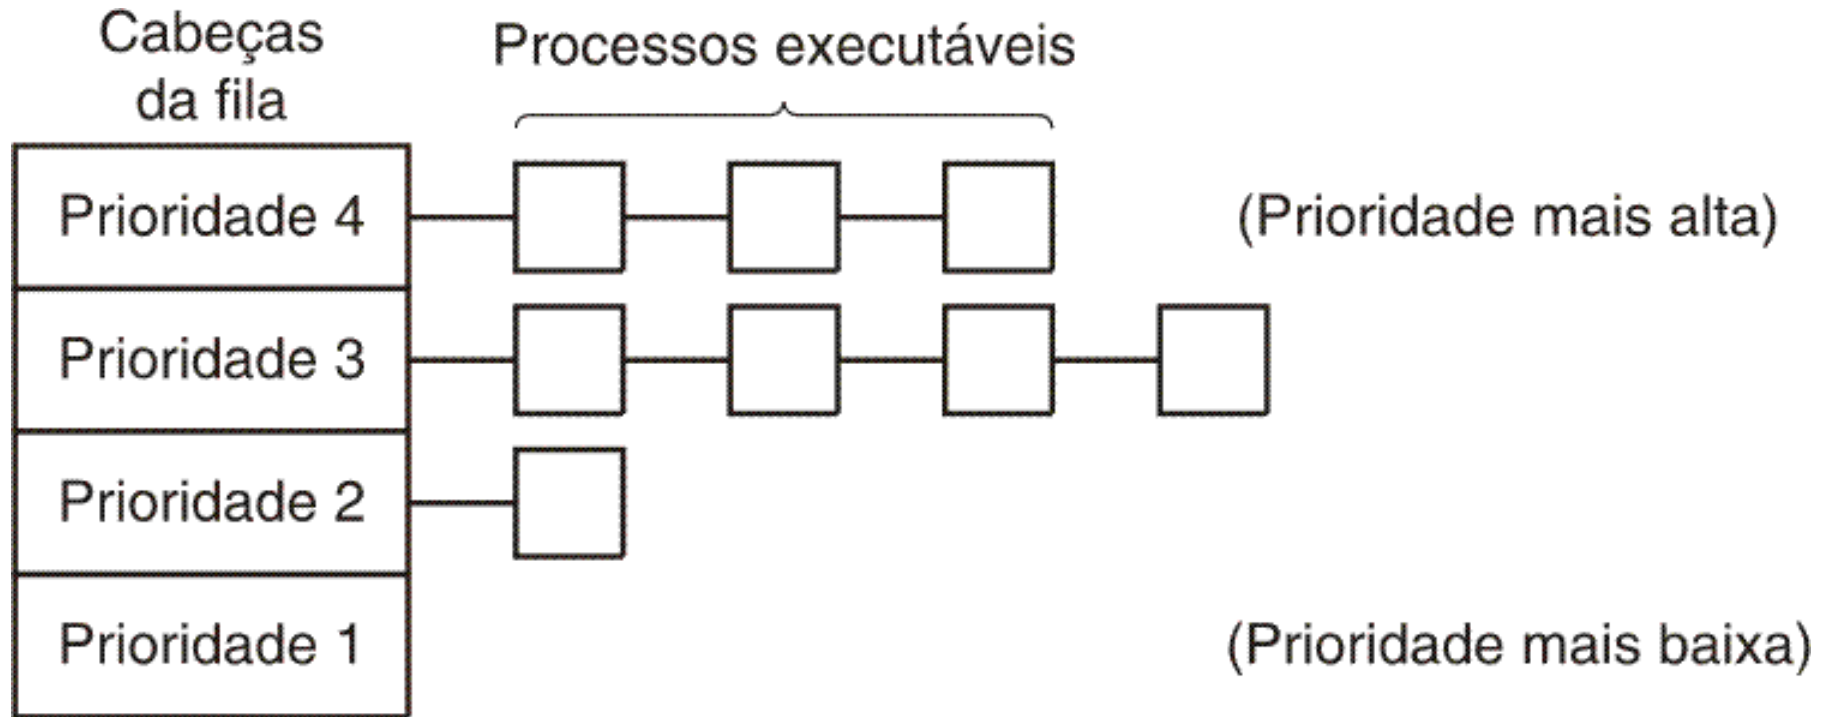 Cabeças
da fila
Processos executáveis
Prioridade 4
(Prioridade mais alta)
Prioridade 3
Prioridade 2
Prioridade 1
(Prioridade mais baixa)